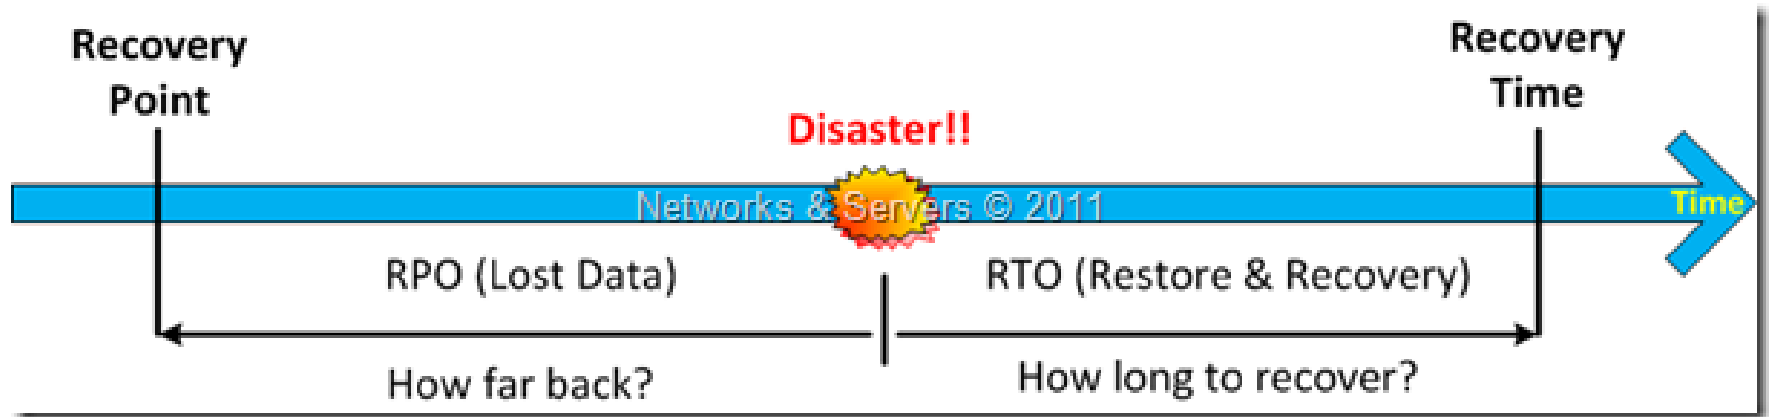 Recovery
Point
Disaster!!
Recovery
Time
Networks & Servers © 2011
Time
RPO (Lost Data)
RTO (Restore & Recovery)
How far back?
How long to recover?